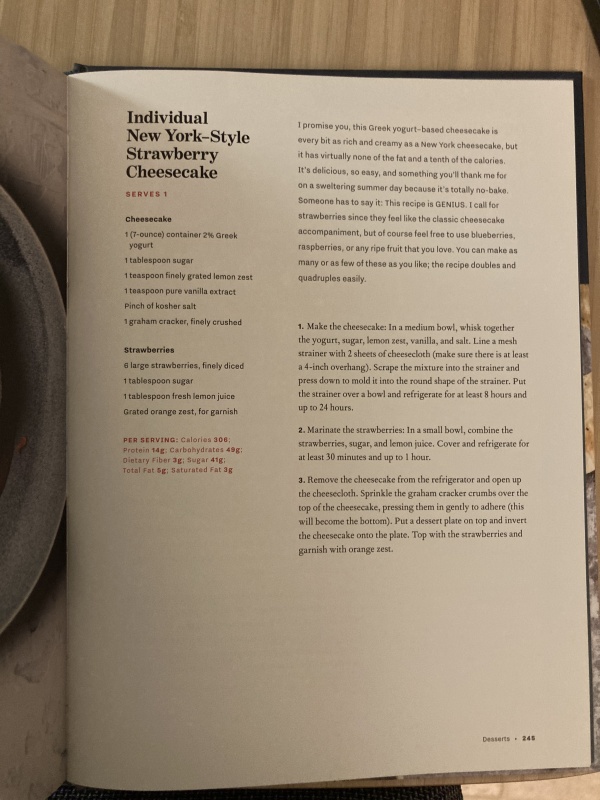 Individual
New York–Style
Strawberry
Cheesecake
SERVES 1
Cheesecake
1 (7-ounce) container 2% Greek
yogurt
1 tablespoon sugar
1 teaspoon finely grated lemon zest
1 teaspoon pure vanilla extract
Pinch of kosher salt
1 graham cracker, finely crushed
Strawberries
6 large strawberries, finely diced
1 tablespoon sugar
1 tablespoon fresh lemon juice
Grated orange zest, for garnish
PER SERVING: Calories 306;
Protein 14g; Carbohydrates 49g;
Dietary Fiber 3g; Sugar 41g;
Total Fat 5g; Saturated Fat 3g
I promise you, this Greek yogurt–based cheesecake is
every bit as rich and creamy as a New York cheesecake, but
it has virtually none of the fat and a tenth of the calories.
It's delicious, so easy, and something you'll thank me for
on a sweltering summer day because it's totally no-bake.
Someone has to say it: This recipe is GENIUS. I call for
strawberries since they feel like the classic cheesecake
accompaniment, but of course feel free to use blueberries,
raspberries, or any ripe fruit that you love. You can make as
many or as few of these as you like; the recipe doubles and
quadruples easily.
1. Make the cheesecake: In a medium bowl, whisk together
the yogurt, sugar, lemon zest, vanilla, and salt. Line a mesh
strainer with 2 sheets of cheesecloth (make sure there is at least
a 4-inch overhang). Scrape the mixture into the strainer and
press down to mold it into the round shape of the strainer. Put
the strainer over a bowl and refrigerate for at least 8 hours and
up to 24 hours.
2. Marinate the strawberries: In a small bowl, combine the
strawberries, sugar, and lemon juice. Cover and refrigerate for
at least 30 minutes and up to 1 hour.
3. Remove the cheesecake from the refrigerator and open up
the cheesecloth. Sprinkle the graham cracker crumbs over the
top of the cheesecake, pressing them in gently to adhere (this
will become the bottom). Put a dessert plate on top and invert
the cheesecake onto the plate. Top with the strawberries and
garnish with orange zest.
Desserts • 245